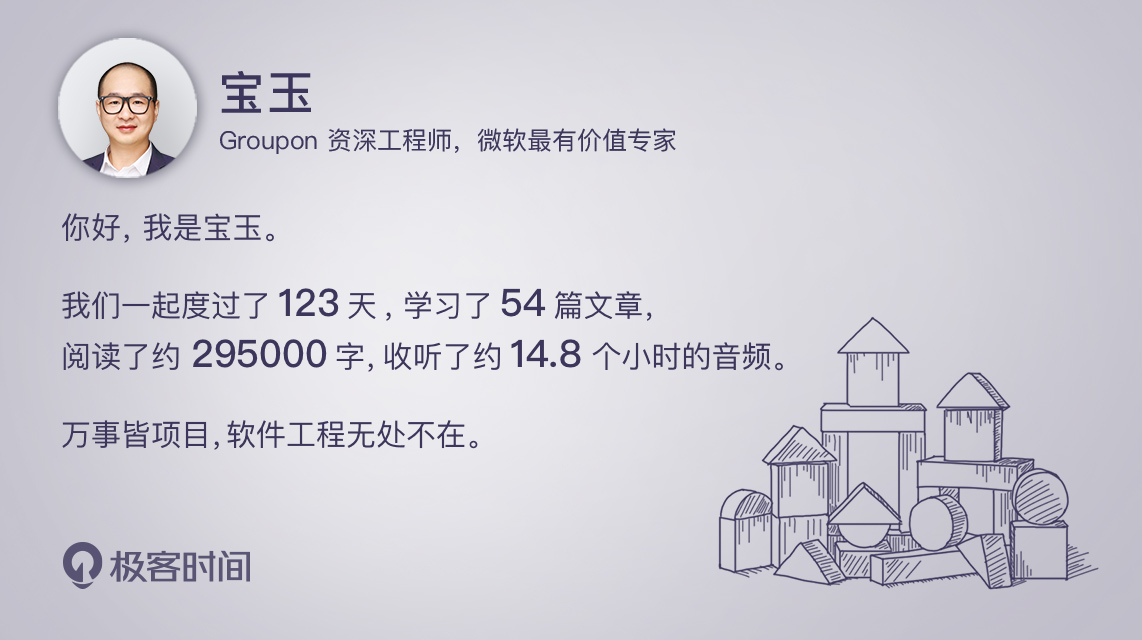 宝玉
Groupon 资深工程师，微软最有价值专家
你好，我是宝玉。
我们一起度过了 123 天，学习了 54 篇文章，
阅读了约 295000 字，收听了约 14.8 个小时的音频。
万事皆项目，软件工程无处不在。
极客时间